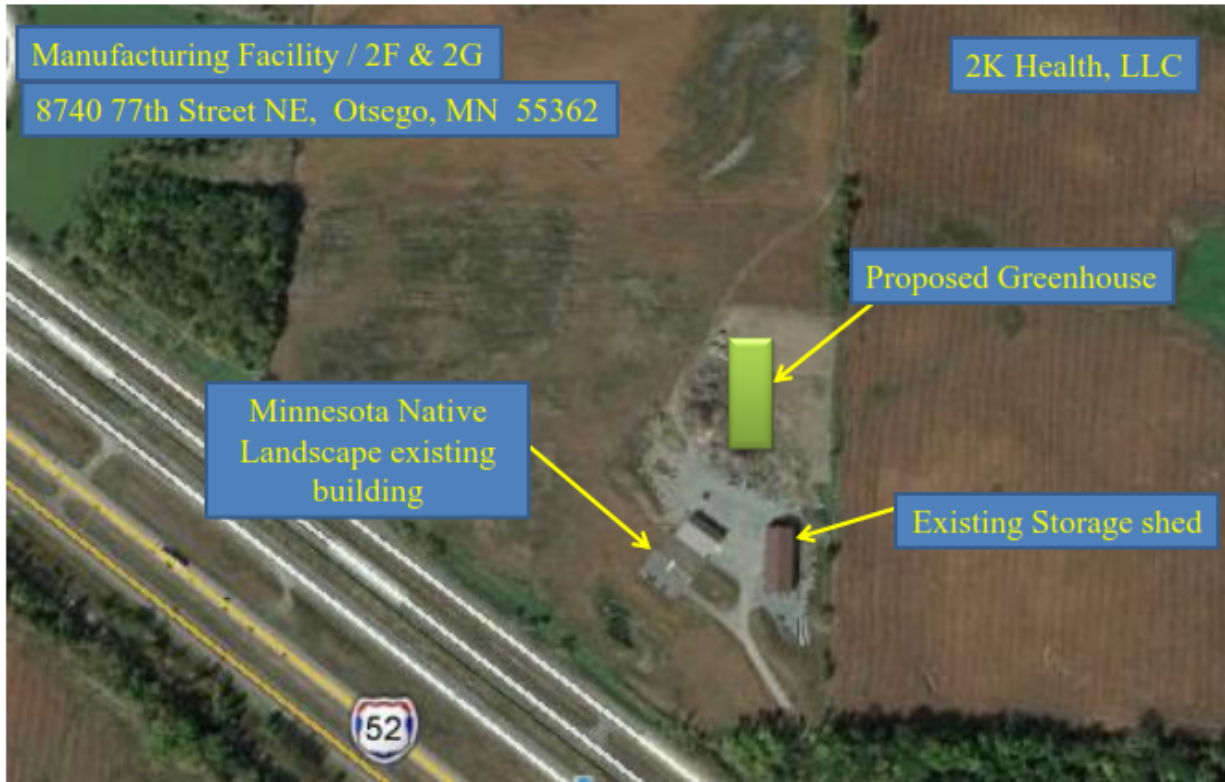 Manufacturing Facility / 2F & 2G
2K Health, LLC
8740 77th Street NE, Otsego, MN 55362
Proposed Greenhouse
Minnesota Native
Landscape existing
building
Existing Storage shed
52